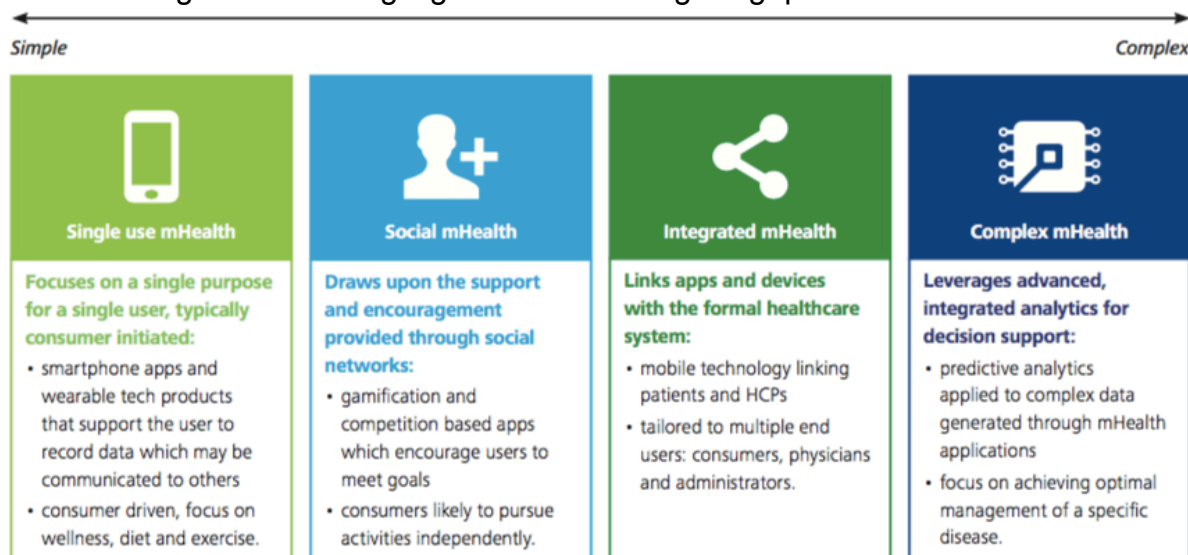 Simple
Complex
Single use mHealth
Focuses on a single purpose
for a single user, typically
consumer initiated:
• smartphone apps and
wearable tech products
that support the user to
record data which may be
communicated to others
• consumer driven, focus on
wellness, diet and exercise.
Social mHealth
Draws upon the support
and encouragement
provided through social
networks:
• gamification and
competition based apps
which encourage users to
meet goals
• consumers likely to pursue
activities independently.
Integrated mHealth
Links apps and devices
with the formal healthcare
system:
• mobile technology linking
patients and HCPs
• tailored to multiple end
users: consumers, physicians
and administrators.
Complex mHealth
Leverages advanced,
integrated analytics for
decision support:
• predictive analytics
applied to complex data
generated through mHealth
applications
• focus on achieving optimal
management of a specific
disease.